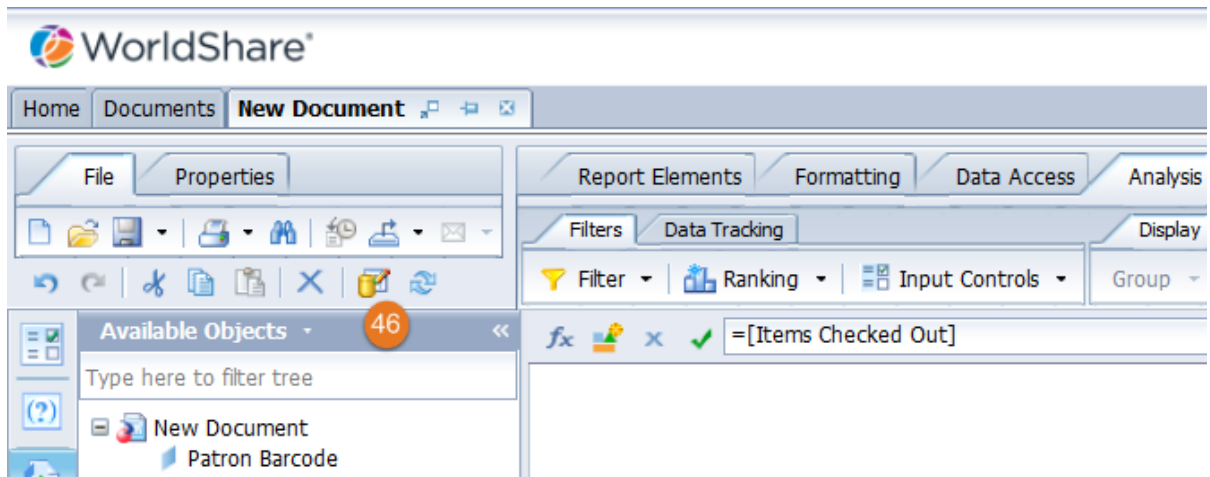 WorldShare®
Home Documents New Document
File Properties
Report Elements Formatting Data Access Analysis
Filters Data Tracking
Display
Filter Ranking Input Controls
Group
Available Objects
46
=[Items Checked Out]
Type here to filter tree
New Document
Patron Barcode